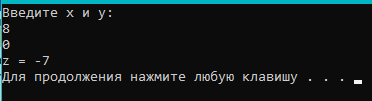 Введите x и y:
8
0
z = -7
Для продолжения нажмите любую клавишу . . .